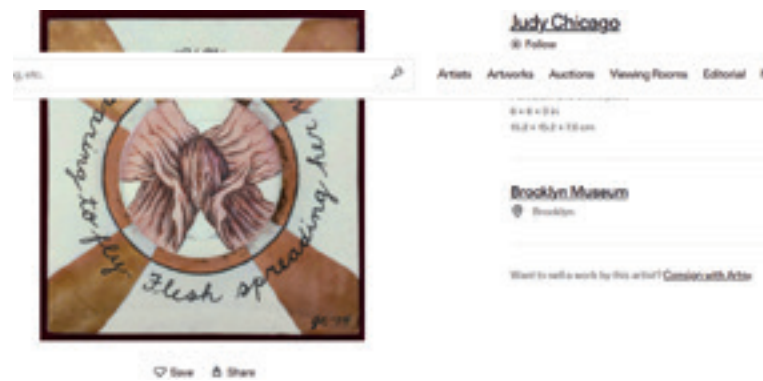 Judy Chicago
Follow
g, etc.
Artists Artworks Auctions Viewing Rooms Editorial
6 × 6 × 3 in
15.2 × 15.2 × 7.6 cm
Brooklyn Museum
Brooklyn
Want to sell a work by this artist? Consign with Artsy
to fly
Flesh spreading her
Save Share